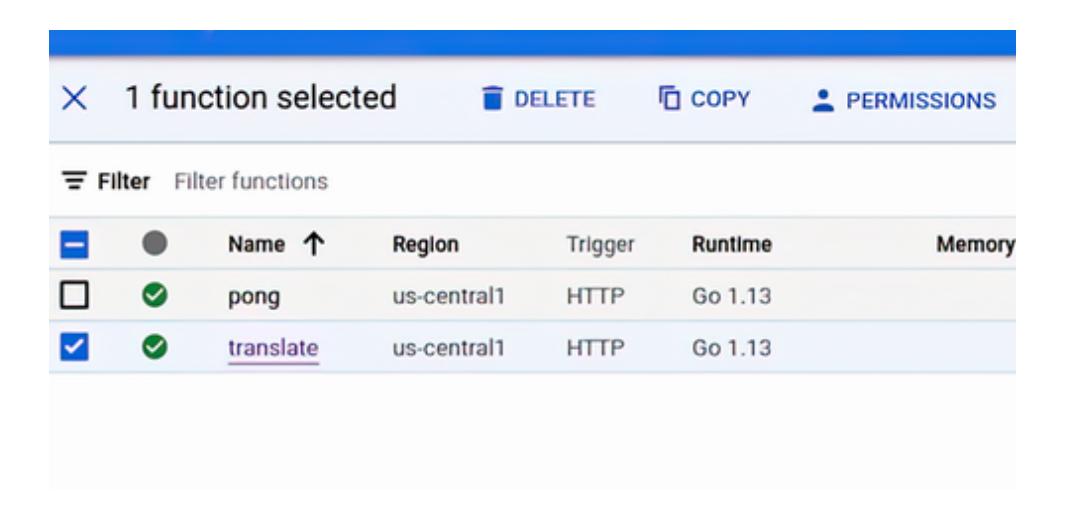 1 function selected DELETE COPY PERMISSIONS
Filter Filter functions
Name Region Trigger Runtime Memory
pong us-central1 HTTP Go 1.13
translate us-central1 HTTP Go 1.13